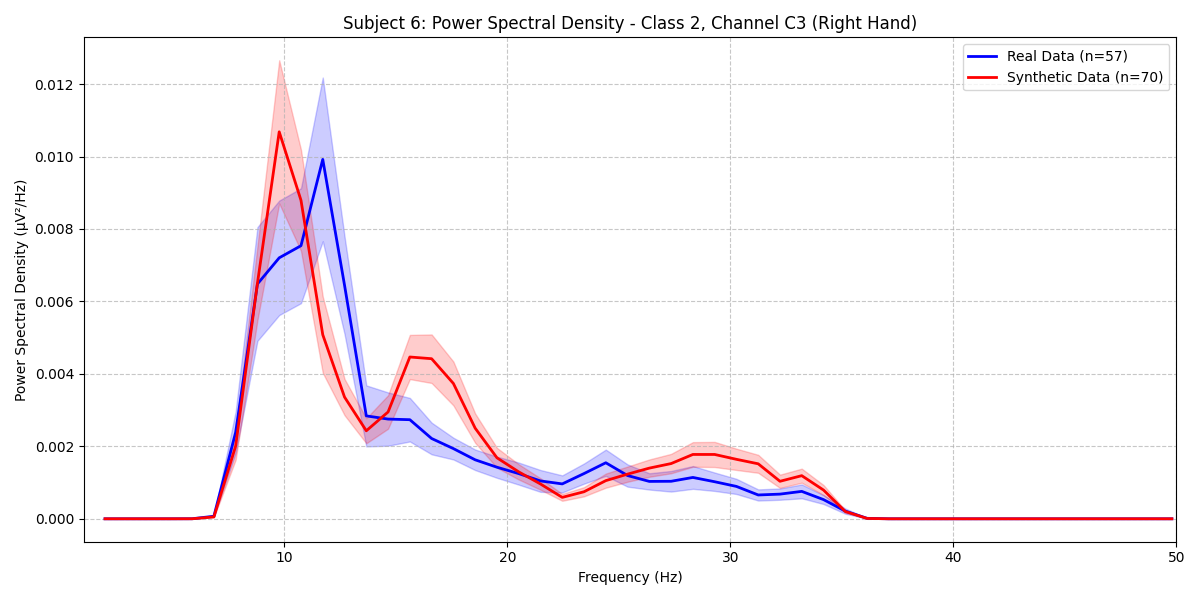 Subject 6: Power Spectral Density - Class 2, Channel C3 (Right Hand)
Real Data (n=57)
Synthetic Data (n=70)
Power Spectral Density (μV²/Hz)
0.012
0.010
0.008
0.006
0.004
0.002
0.000
10
20
30
40
50
Frequency (Hz)